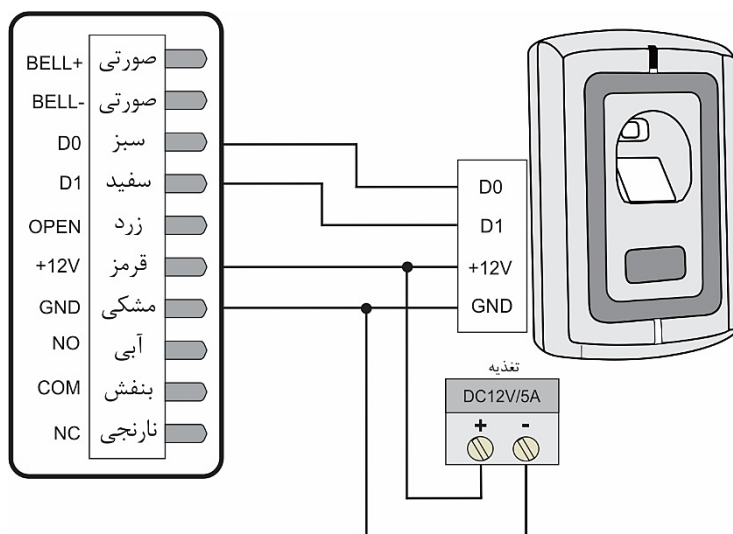 BELL+ صورتی
BELL- صورتی
D0 سبز
D1 سفید
OPEN زرد
+12V قرمز
GND مشکی
NO آبی
COM بنفش
NC نارنجی
D0
D1
+12V
GND
تغذیه
DC12V/5A
+ -